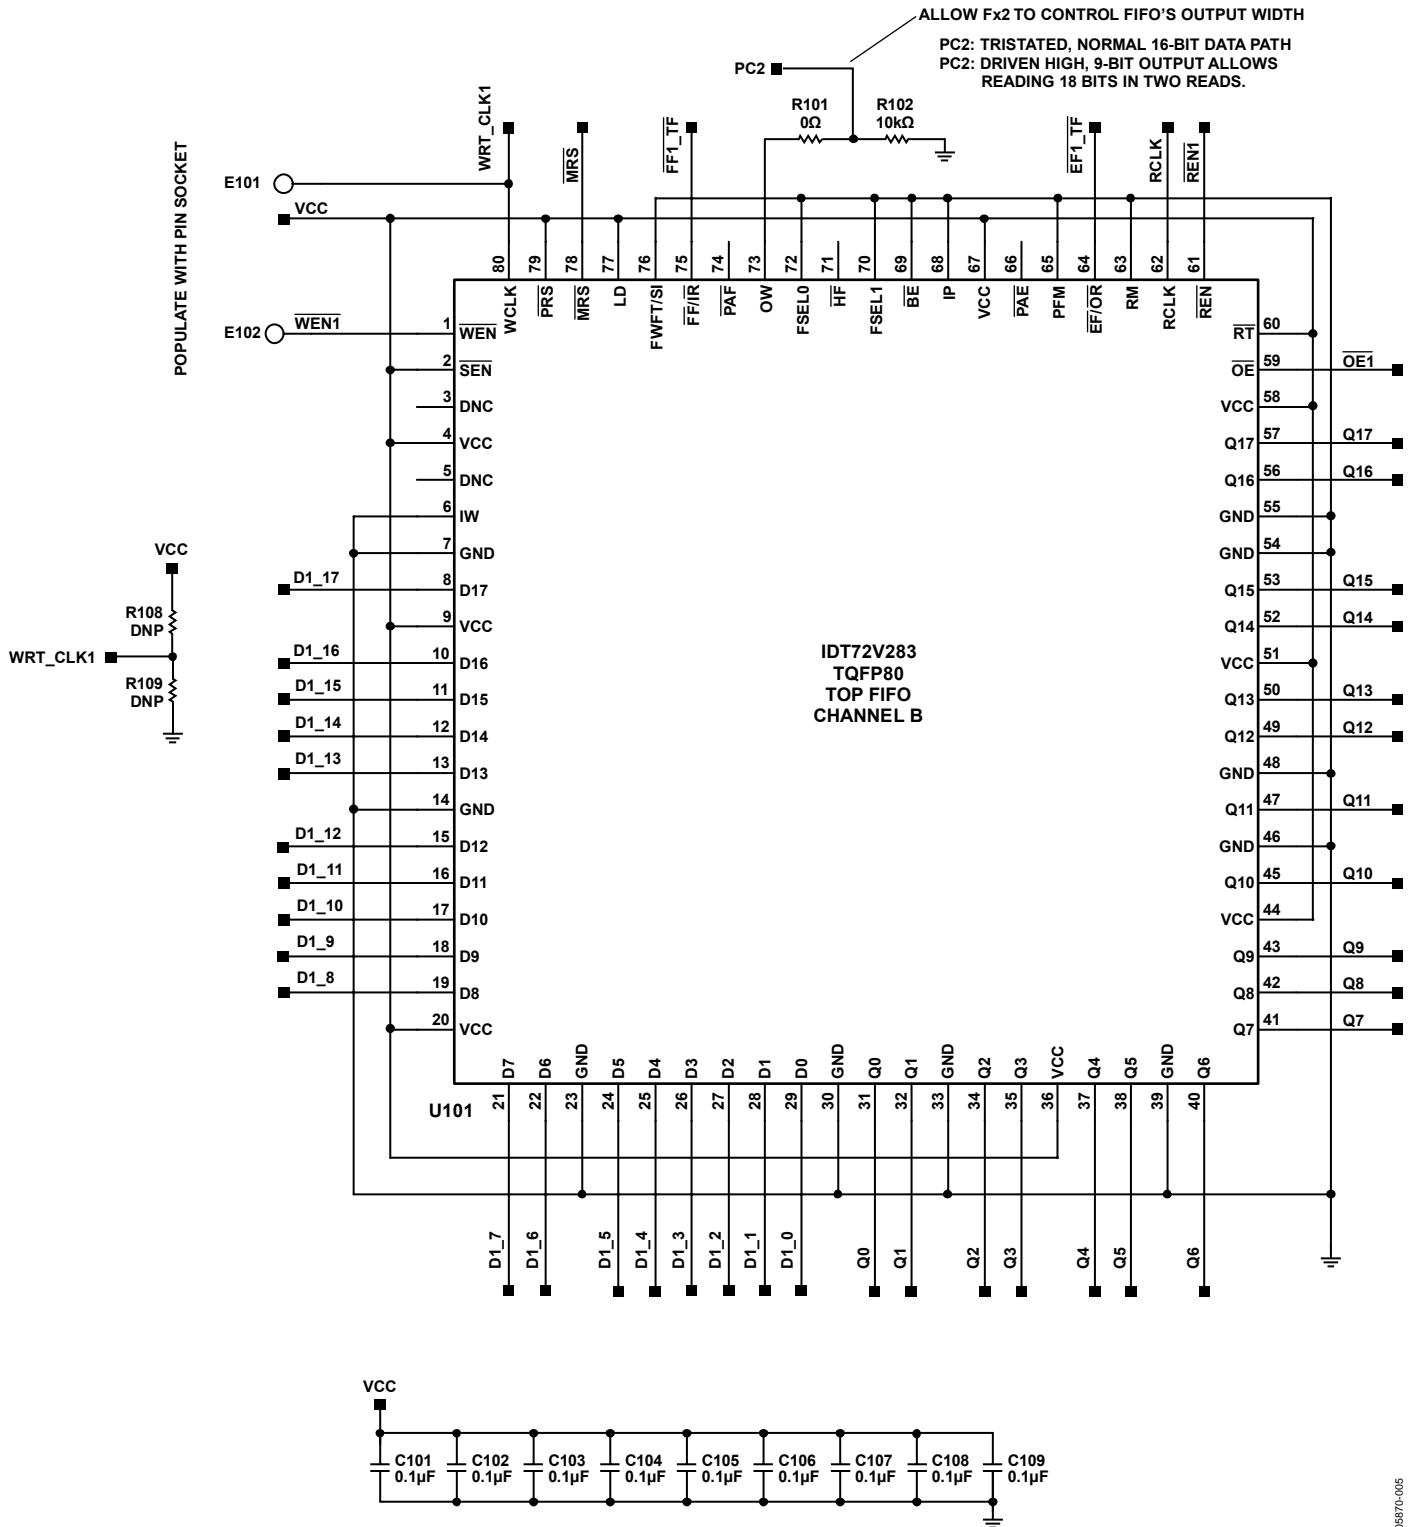 ALLOW Fx2 TO CONTROL FIFO'S OUTPUT WIDTH
PC2: TRISTATED, NORMAL 16-BIT DATA PATH
PC2: DRIVEN HIGH, 9-BIT OUTPUT ALLOWS
READING 18 BITS IN TWO READS.
PC2
R101
0Ω
R102
10kΩ
WRT_CLK1
MRS
FF1_TF
EF1_TF
RCLK
REN1
POPULATE WITH PIN SOCKET
E101
VCC
80
79
78
77
76
75
74
73
72
71
70
69
68
67
66
65
64
63
62
61
WCLK
PRS
MRS
LD
FWFT/SI
FF/IR
PAF
OW
FSEL0
HF
FSEL1
BE
IP
VCC
PAE
PFM
EF/OR
RM
RCLK
REN
E102
WEN1
1 WEN
2 SEN
3 DNC
4 VCC
5 DNC
6 IW
7 GND
D1_17 8 D17
9 VCC
D1_16 10 D16
D1_15 11 D15
D1_14 12 D14
D1_13 13 D13
14 GND
D1_12 15 D12
D1_11 16 D11
D1_10 17 D10
D1_9 18 D9
D1_8 19 D8
20 VCC
VCC
R108
DNP
WRT_CLK1
R109
DNP
IDT72V283
TQFP80
TOP FIFO
CHANNEL B
RT 60
OE 59 OE1
VCC 58
Q17 57 Q17
Q16 56 Q16
GND 55
GND 54
Q15 53 Q15
Q14 52 Q14
VCC 51
Q13 50 Q13
Q12 49 Q12
GND 48
Q11 47 Q11
GND 46
Q10 45 Q10
VCC 44
Q9 43 Q9
Q8 42 Q8
Q7 41 Q7
D7
D6
GND
D5
D4
D3
D2
D1
D0
GND
Q0
Q1
GND
Q2
Q3
VCC
Q4
Q5
GND
Q6
U101
21
22
23
24
25
26
27
28
29
30
31
32
33
34
35
36
37
38
39
40
D1_7
D1_6
D1_5
D1_4
D1_3
D1_2
D1_1
D1_0
Q0
Q1
Q2
Q3
Q4
Q5
Q6
VCC
C101
0.1µF
C102
0.1µF
C103
0.1µF
C104
0.1µF
C105
0.1µF
C106
0.1µF
C107
0.1µF
C108
0.1µF
C109
0.1µF
05870-005